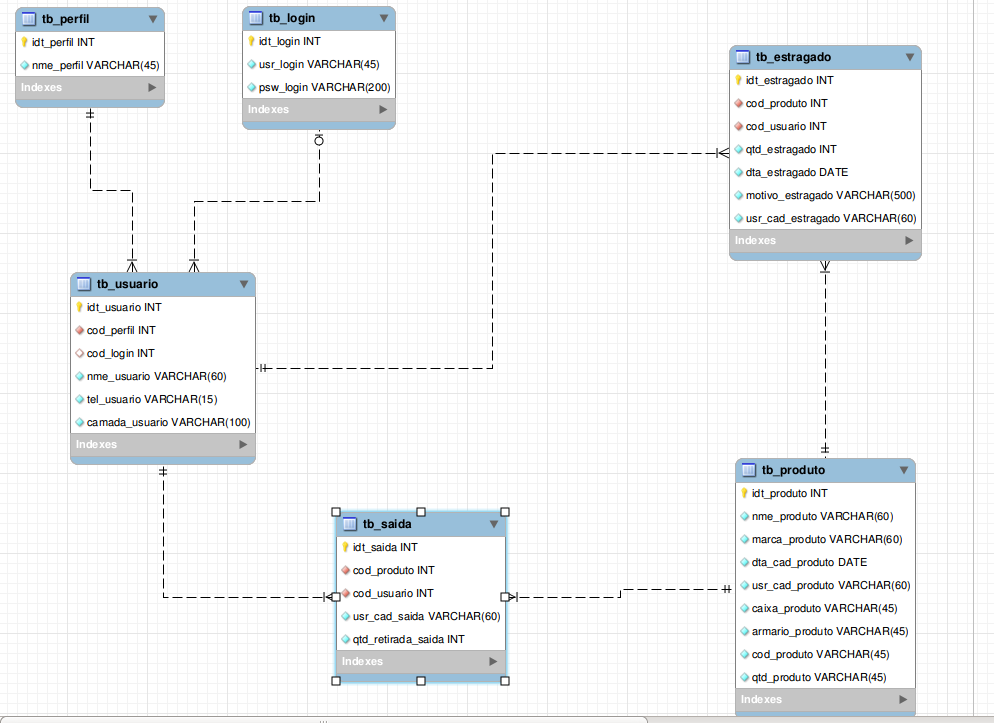 tb_perfil
idt_perfil INT
nme_perfil VARCHAR(45)
Indexes
tb_login
idt_login INT
usr_login VARCHAR(45)
psw_login VARCHAR(200)
Indexes
tb_estragado
idt_estragado INT
cod_produto INT
cod_usuario INT
qtd_estragado INT
dta_estragado DATE
motivo_estragado VARCHAR(500)
usr_cad_estragado VARCHAR(60)
Indexes
tb_usuario
idt_usuario INT
cod_perfil INT
cod_login INT
nme_usuario VARCHAR(60)
tel_usuario VARCHAR(15)
camada_usuario VARCHAR(100)
Indexes
tb_saida
idt_saida INT
cod_produto INT
cod_usuario INT
usr_cad_saida VARCHAR(60)
qtd_retirada_saida INT
Indexes
tb_produto
idt_produto INT
nme_produto VARCHAR(60)
marca_produto VARCHAR(60)
dta_cad_produto DATE
usr_cad_produto VARCHAR(60)
caixa_produto VARCHAR(45)
armario_produto VARCHAR(45)
cod_produto VARCHAR(45)
qtd_produto VARCHAR(45)
Indexes